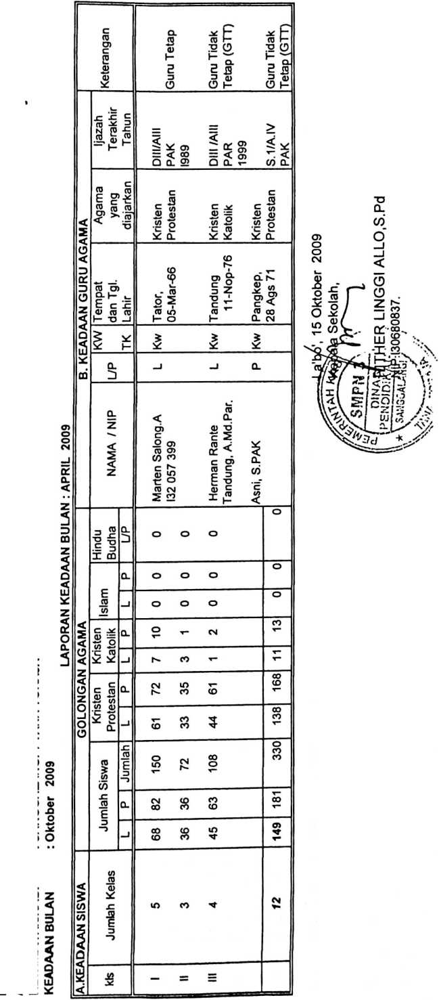 KEADAAN BULAN : Oktober 2009
LAPORAN KEADAAN BULAN : APRIL 2009
A.KEADAAN SISWA GOLONGAN AGAMA B. KEADAAN GURU AGAMA
kls Jumlah Kelas Jumlah Siswa Kristen Protestan Kristen Katolik Islam Hindu Budha NAMA / NIP L/P KW TK Tempat dan Tgl. Lahir Agama yang diajarkan Ijazah Terakhir Tahun Keterangan
L P Jumlah L P L P L P L/P
I 5 68 82 150 61 72 7 10 0 0 0 Marten Salong.A L Kw Tator, Kristen DIII/AIII
I32 057 399 05-Mar-66 Protestan PAK Guru Tetap
I989
II 3 36 36 72 33 35 3 1 0 0 0
III 4 45 63 108 44 61 1 2 0 0 0 Herman Rante L Kw Tandung Kristen DIII /AIII Guru Tidak
Tandung, A.Md.Par. 11-Nop-76 Katolik PAR Tetap (GTT)
1999
Asni, S.PAK P Kw Pangkep, Kristen S.1/A.IV Guru Tidak
28 Ags 71 Protestan PAK Tetap (GTT)
12 149 181 330 138 168 11 13 0 0 0
La'bo', 15 Oktober 2009
Kepala Sekolah,
LINGGI ALLO,S.Pd
NIP.I30680837.
PEMERINTAH
SMPN
DINAS
PENDIDIKAN
SANGGALANGI
TANA